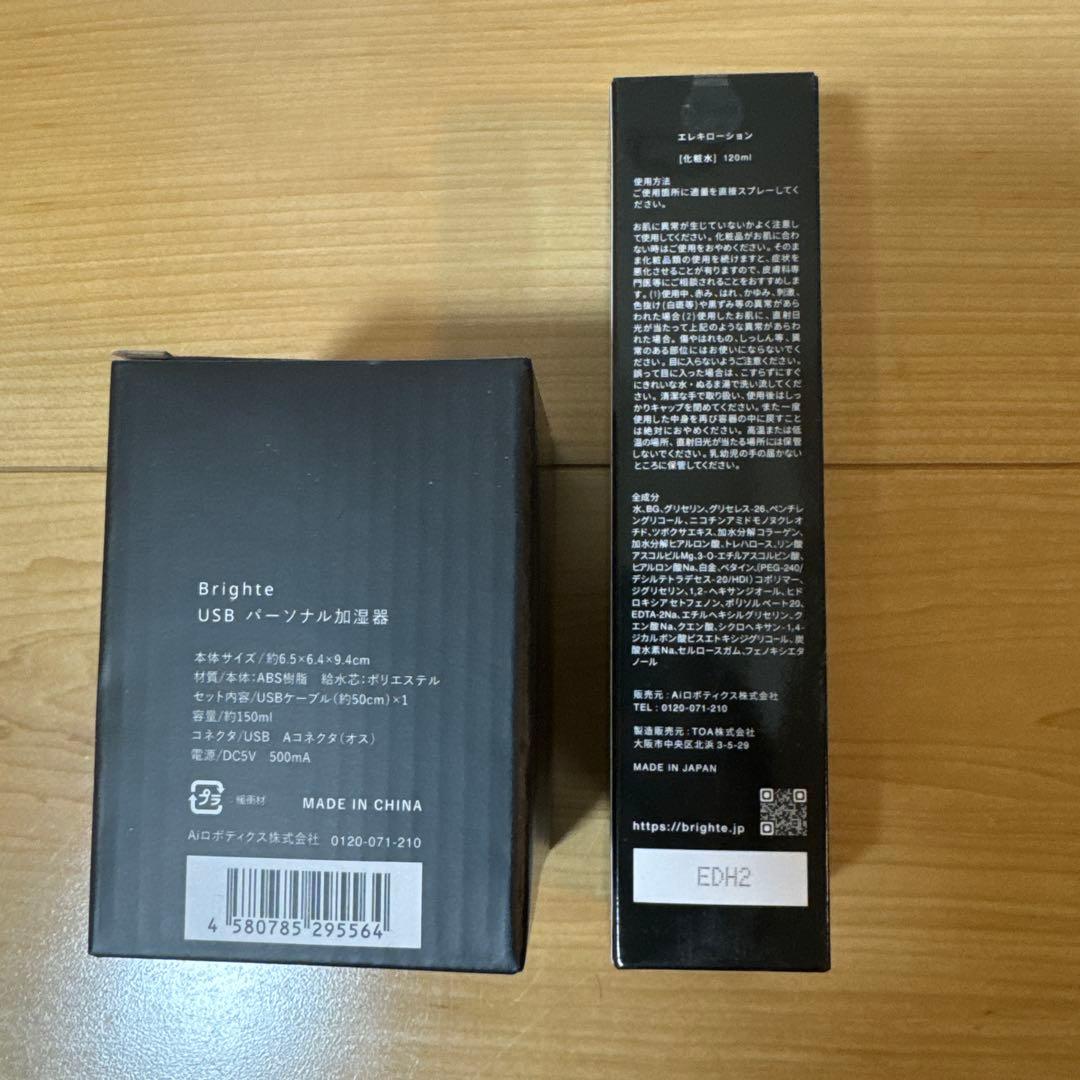 Brighte
USB パーソナル加湿器
本体サイズ/約6.5×6.4×9.4cm
材質/本体:ABS樹脂 給水芯:ポリエステル
セット内容/USBケーブル(約50cm)×1
容量/約150ml
コネクタ/USB Aコネクタ(オス)
電源/DC5V 500mA
プラ
:緩衝材
MADE IN CHINA
Aiロボティクス株式会社 0120-071-210
4 580785 295564
エレキローション
[化粧水] 120ml
使用方法
ご使用箇所に適量を直接スプレーしてく
ださい。
お肌に異常が生じていないかよく注意し
て使用してください。化粧品がお肌に合わ
ない時はご使用をおやめください。そのま
ま化粧品類の使用を続けますと、症状を
悪化させることが有りますので、皮膚科専
門医等にご相談されることをおすすめしま
す。(1)使用中、赤み、はれ、かゆみ、刺激、
色抜け(白斑等)や黒ずみ等の異常があら
われた場合(2)使用したお肌に、直射日
光が当たって上記のような異常があらわ
れた場合。傷やはれもの、しっしん等、異
常のある部位にはお使いにならないでく
ださい。目に入らないようご注意ください。
誤って目に入った場合は、こすらずにすぐ
にきれいな水・ぬるま湯で洗い流してくだ
さい。清潔な手で取り扱い、使用後はしっ
かりキャップを閉めてください。また一度
使用した中身を再び容器の中に戻すこと
は絶対におやめください。高温または低
温の場所、直射日光が当たる場所には保管
しないでください。乳幼児の手の届かない
ところに保管してください。
全成分
水、BG、グリセリン、グリセレス-26、ペンチレ
ングリコール、ニコチンアミドモノヌクレオ
チド、ツボクサエキス、加水分解コラーゲン、
加水分解ヒアルロン酸、トレハロース、リン酸
アスコルビルMg、3-O-エチルアスコルビン酸、
ヒアルロン酸Na、白金、ベタイン、(PEG-240/
デシルテトラデセス-20/HDI)コポリマー、
ジグリセリン、1,2-ヘキサンジオール、ヒド
ロキシアセトフェノン、ポリソルベート20、
EDTA-2Na、エチルヘキシルグリセリン、ク
エン酸Na、クエン酸、シクロヘキサン-1,4-
ジカルボン酸ビスエトキシジグリコール、炭
酸水素Na、セルロースガム、フェノキシエタ
ノール
販売元:Aiロボティクス株式会社
TEL:0120-071-210
製造販売元:TOA株式会社
大阪市中央区北浜3-5-29
MADE IN JAPAN
https://brighte.jp
EDH2